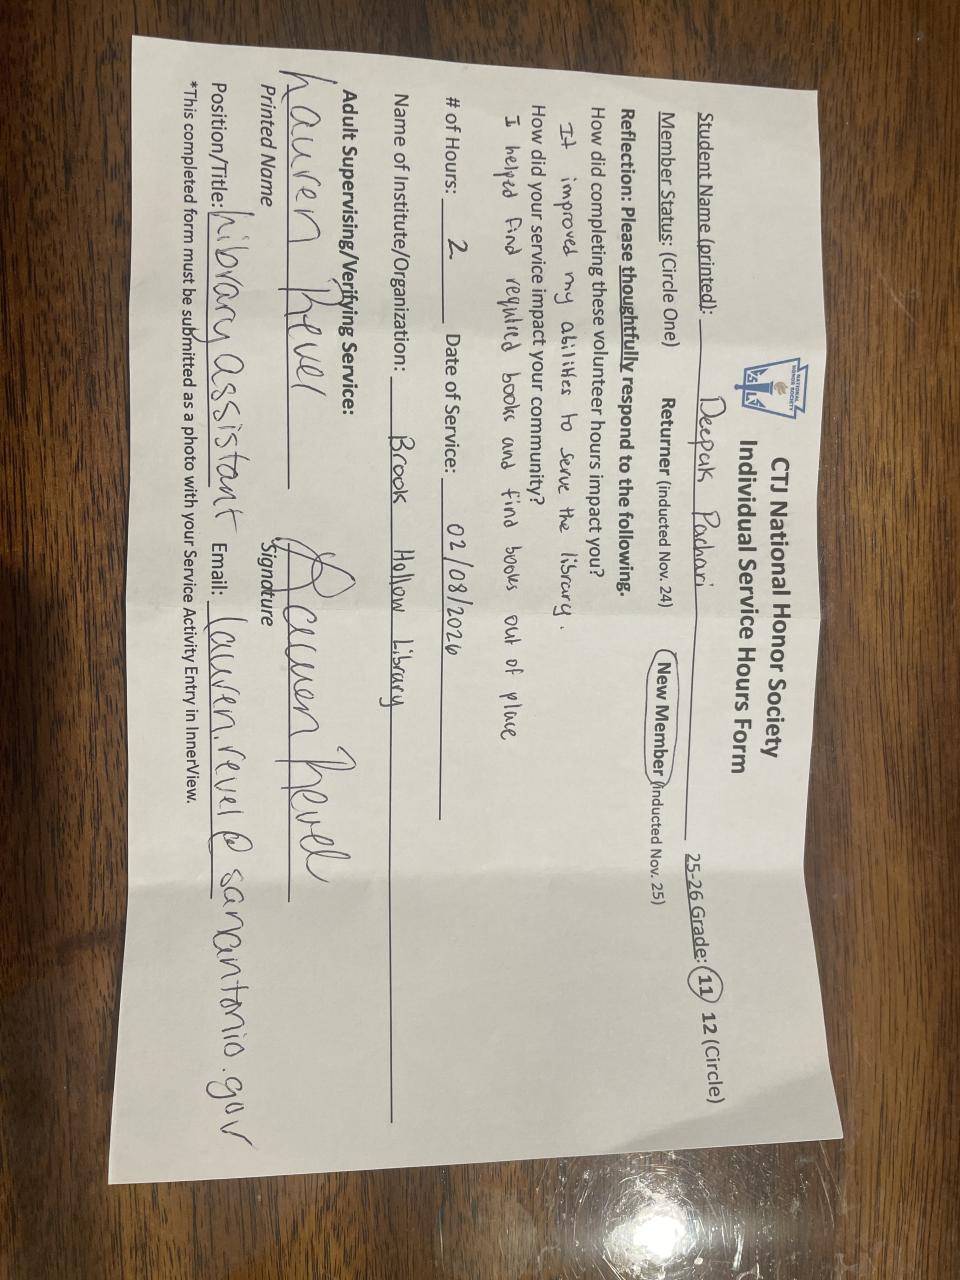 NATIONAL HONOR SOCIETY
CTJ National Honor Society
Individual Service Hours Form
Student Name (printed): Deepak Pachari 25-26 Grade: 11 12 (Circle)
Member Status: (Circle One) Returner (inducted Nov. 24) New Member (inducted Nov. 25)
Reflection: Please thoughtfully respond to the following.
How did completing these volunteer hours impact you?
It improved my abilities to serve the library.
How did your service impact your community?
I helped find required books and find books out of place
# of Hours: 2 Date of Service: 02/08/2026
Name of Institute/Organization: Brook Hollow Library
Adult Supervising/Verifying Service:
Lauren Revel Lauren Revel
Printed Name Signature
Position/Title: Library assistant Email: lauren.revel@sanantonio.gov
*This completed form must be submitted as a photo with your Service Activity Entry in InnerView.